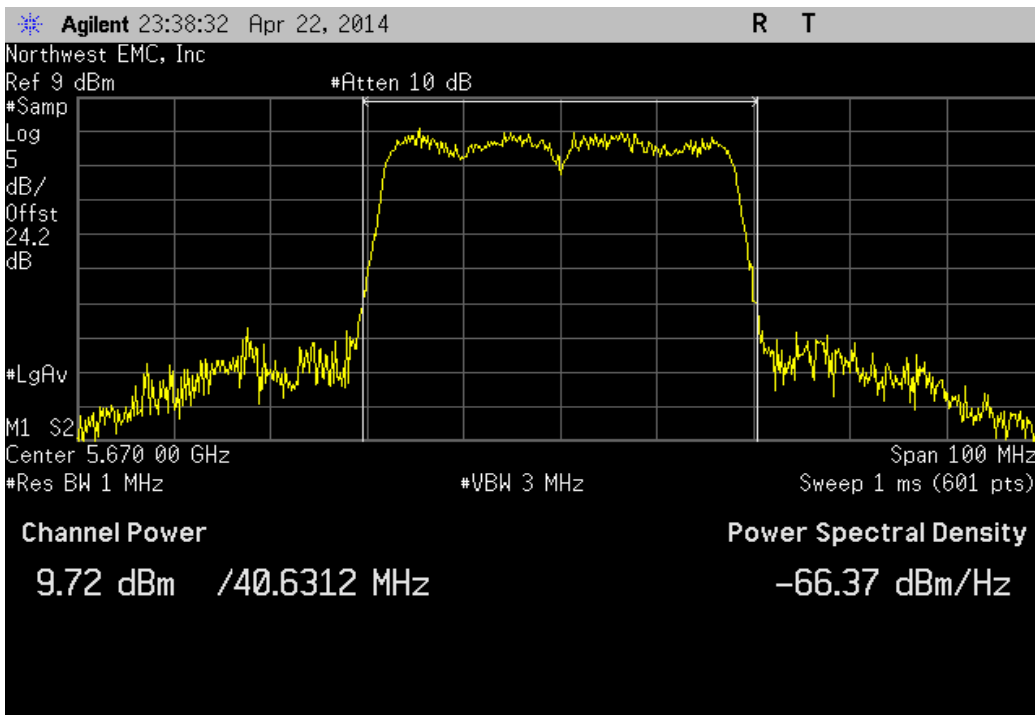 Agilent 23:38:32 Apr 22, 2014 R T
Northwest EMC, Inc
Ref 9 dBm #Atten 10 dB
#Samp
Log
5
dB/
Offst
24.2
dB
#LgAv
M1 S2
Center 5.670 00 GHz Span 100 MHz
#Res BW 1 MHz #VBW 3 MHz Sweep 1 ms (601 pts)
Channel Power Power Spectral Density
9.72 dBm /40.6312 MHz -66.37 dBm/Hz